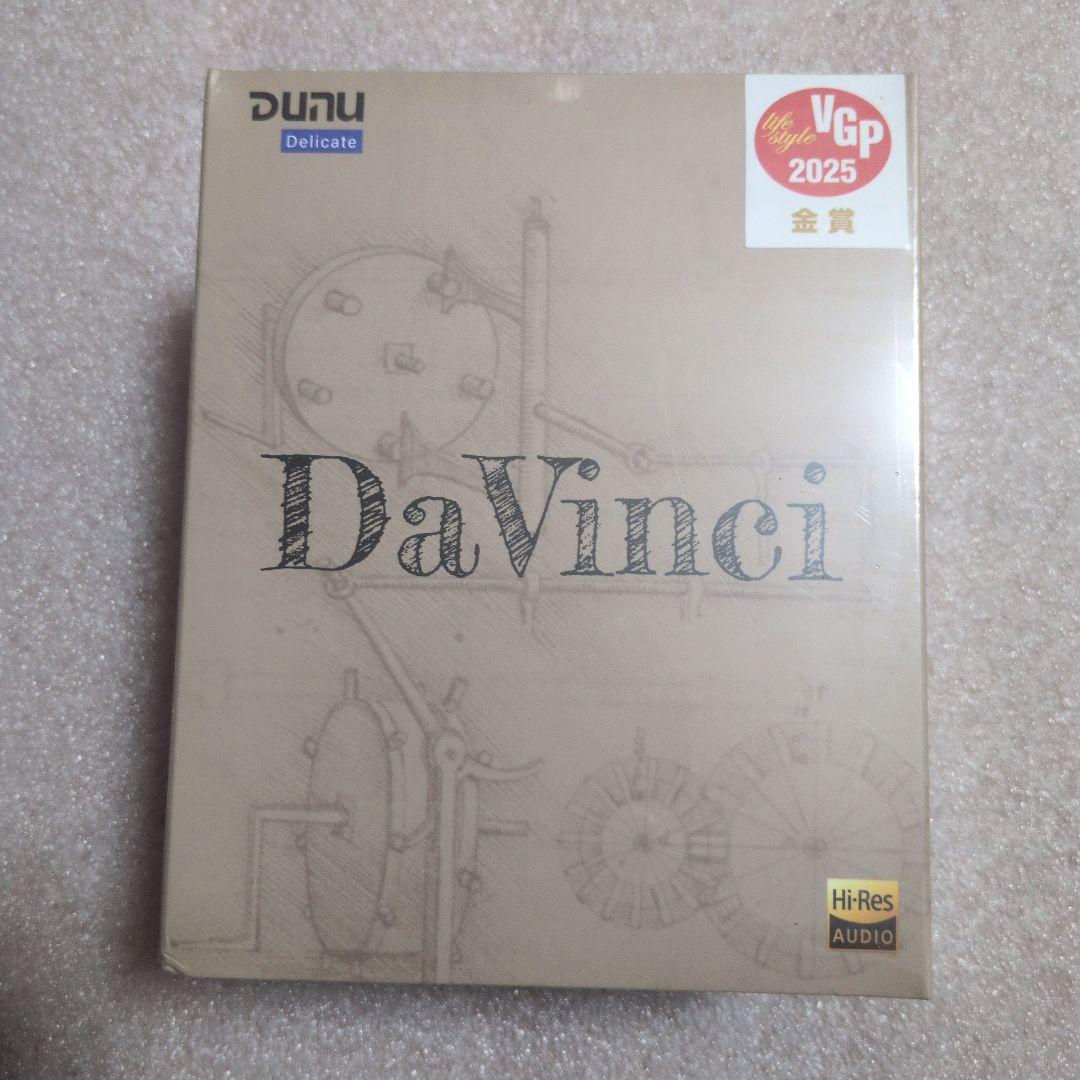 DUNU
Delicate
life style VGP
2025
金賞
DaVinci
Hi-Res
AUDIO